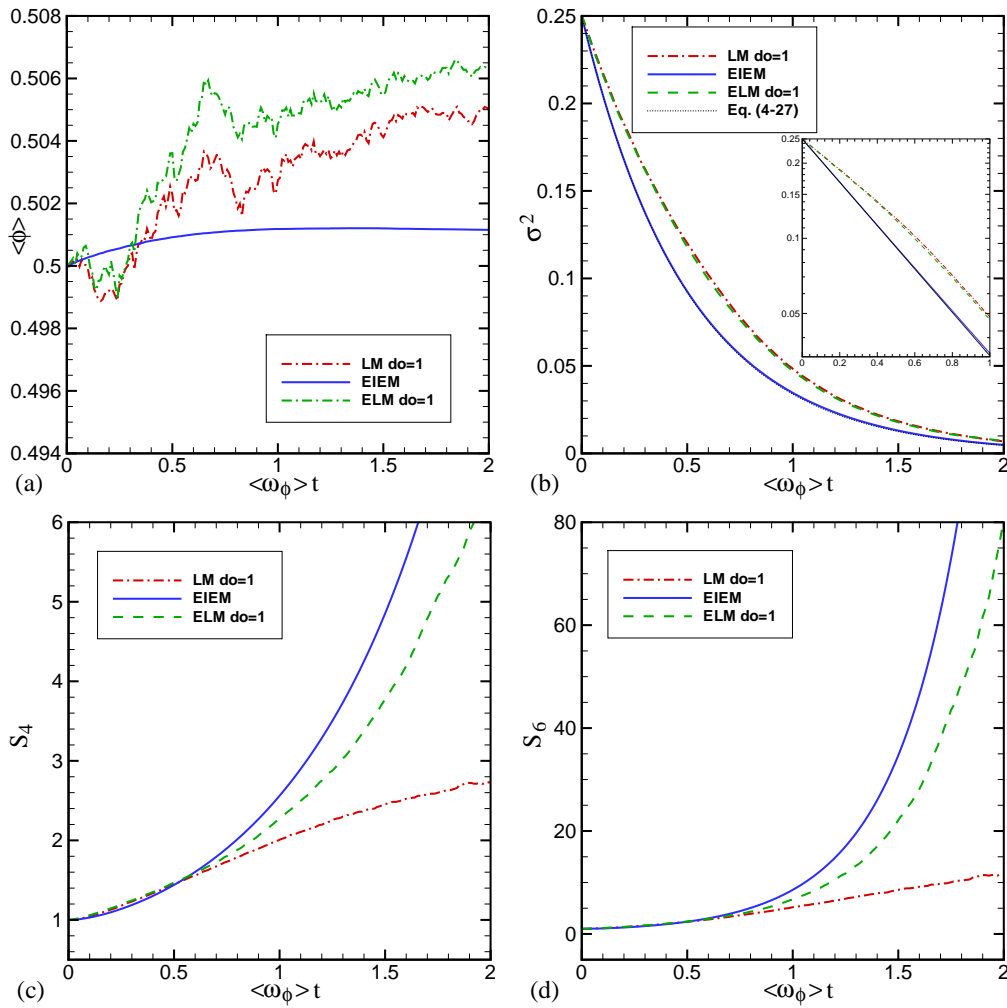 0.508
0.506
0.504
0.502
0.5
0.498
0.496
0.494
<ϕ>
LM do=1
EIEM
ELM do=1
0
0.5
1
1.5
2
(a)
<ω_ϕ> t
0.25
0.20
0.15
0.10
0.05
0
σ²
LM do=1
EIEM
ELM do=1
Eq. (4-27)
0.25
0.2
0.15
0.1
0.05
0
0.2
0.4
0.6
0.8
1
0
0.5
1
1.5
2
(b)
<ω_ϕ> t
6
5
4
3
2
1
S₄
LM do=1
EIEM
ELM do=1
0
0.5
1
1.5
2
(c)
<ω_ϕ> t
80
60
40
20
0
S₆
LM do=1
EIEM
ELM do=1
0
0.5
1
1.5
2
(d)
<ω_ϕ> t